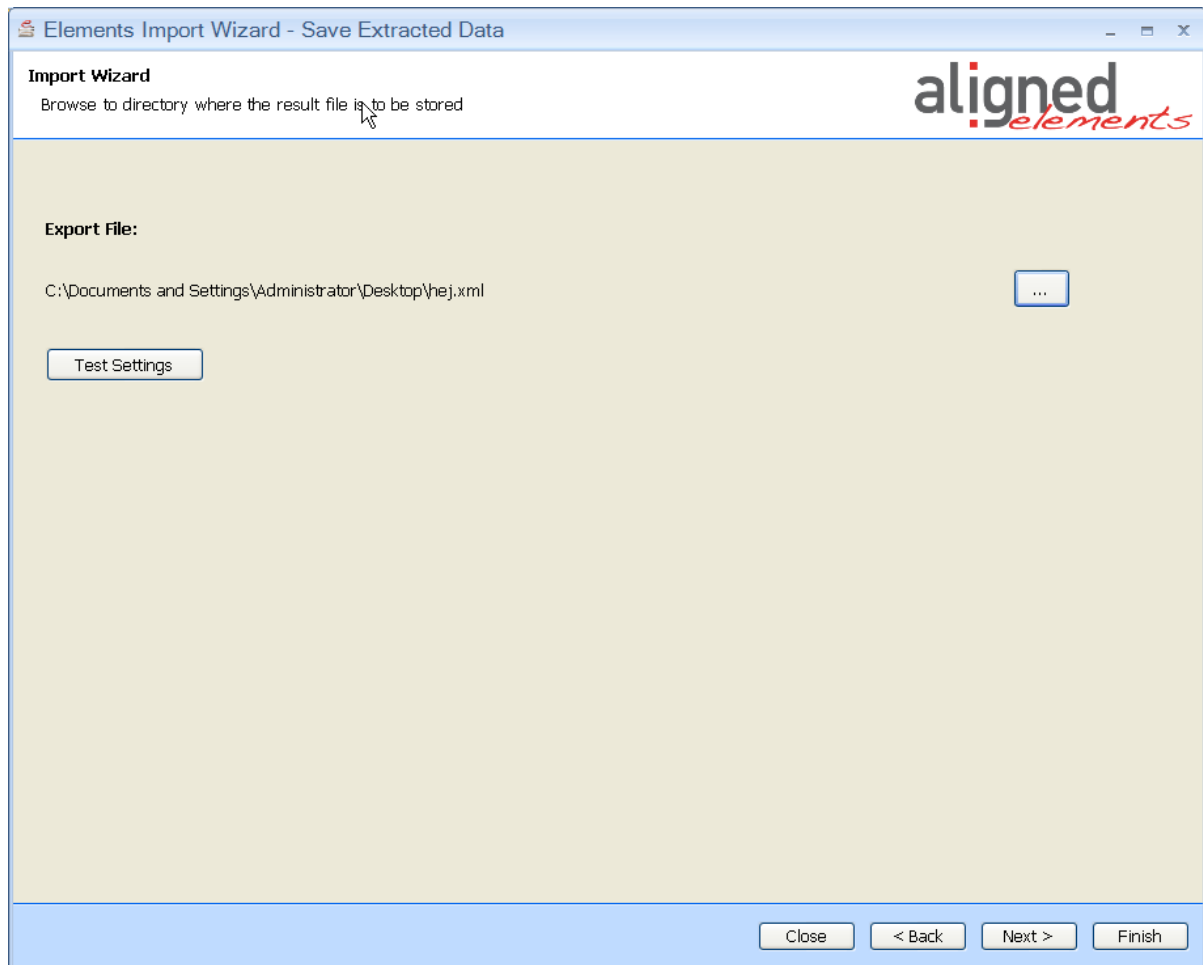 Elements Import Wizard - Save Extracted Data
Import Wizard
Browse to directory where the result file is to be stored
aligned
elements
Export File:
C:\Documents and Settings\Administrator\Desktop\hej.xml
...
Test Settings
Close
< Back
Next >
Finish